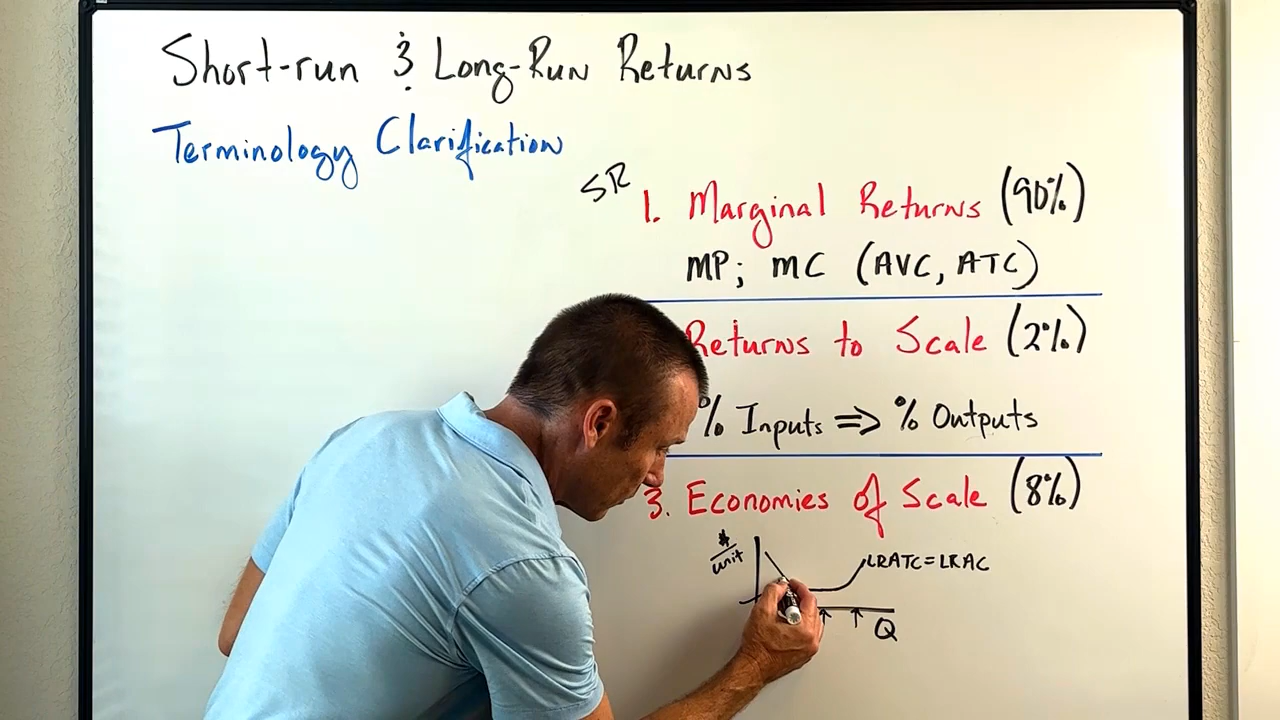 Short-run & Long-Run Returns
Terminology Clarification
SR
1. Marginal Returns (90%)
MP; MC (AVC, ATC)
Returns to Scale (2%)
% Inputs ⇒ % Outputs
3. Economies of Scale (8%)
$/unit
LRATC=LRAC
Q